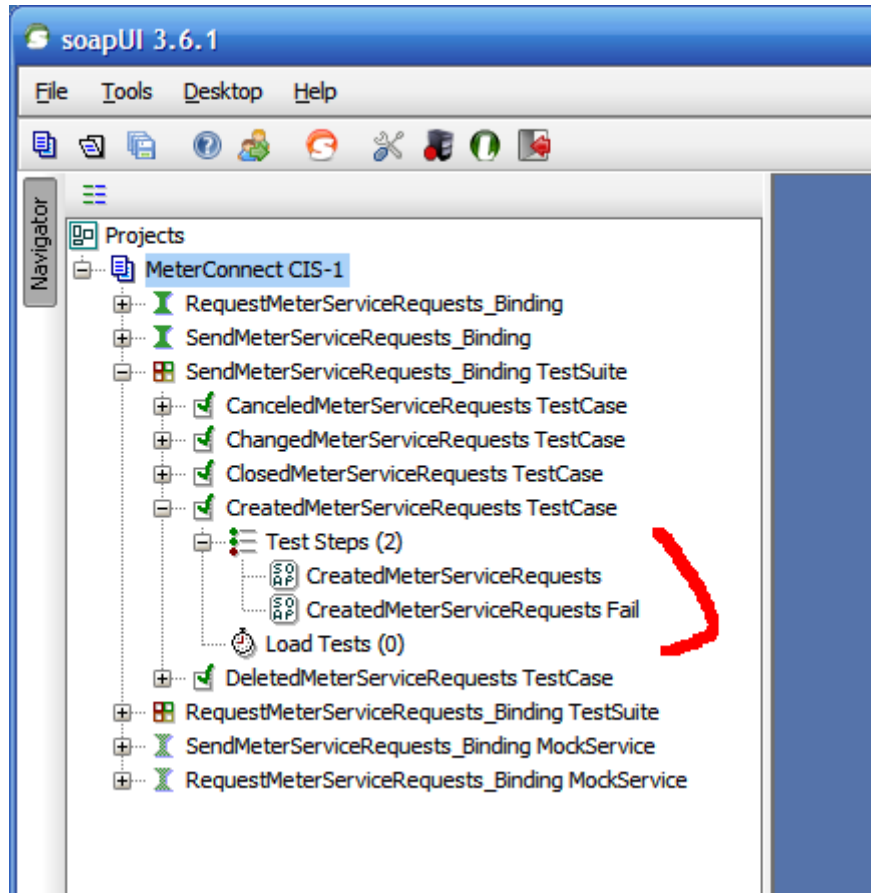 soapUI 3.6.1
File Tools Desktop Help
Navigator
Projects
MeterConnect CIS-1
RequestMeterServiceRequests_Binding
SendMeterServiceRequests_Binding
SendMeterServiceRequests_Binding TestSuite
CanceledMeterServiceRequests TestCase
ChangedMeterServiceRequests TestCase
ClosedMeterServiceRequests TestCase
CreatedMeterServiceRequests TestCase
Test Steps (2)
SOAP CreatedMeterServiceRequests
SOAP CreatedMeterServiceRequests Fail
Load Tests (0)
DeletedMeterServiceRequests TestCase
RequestMeterServiceRequests_Binding TestSuite
SendMeterServiceRequests_Binding MockService
RequestMeterServiceRequests_Binding MockService